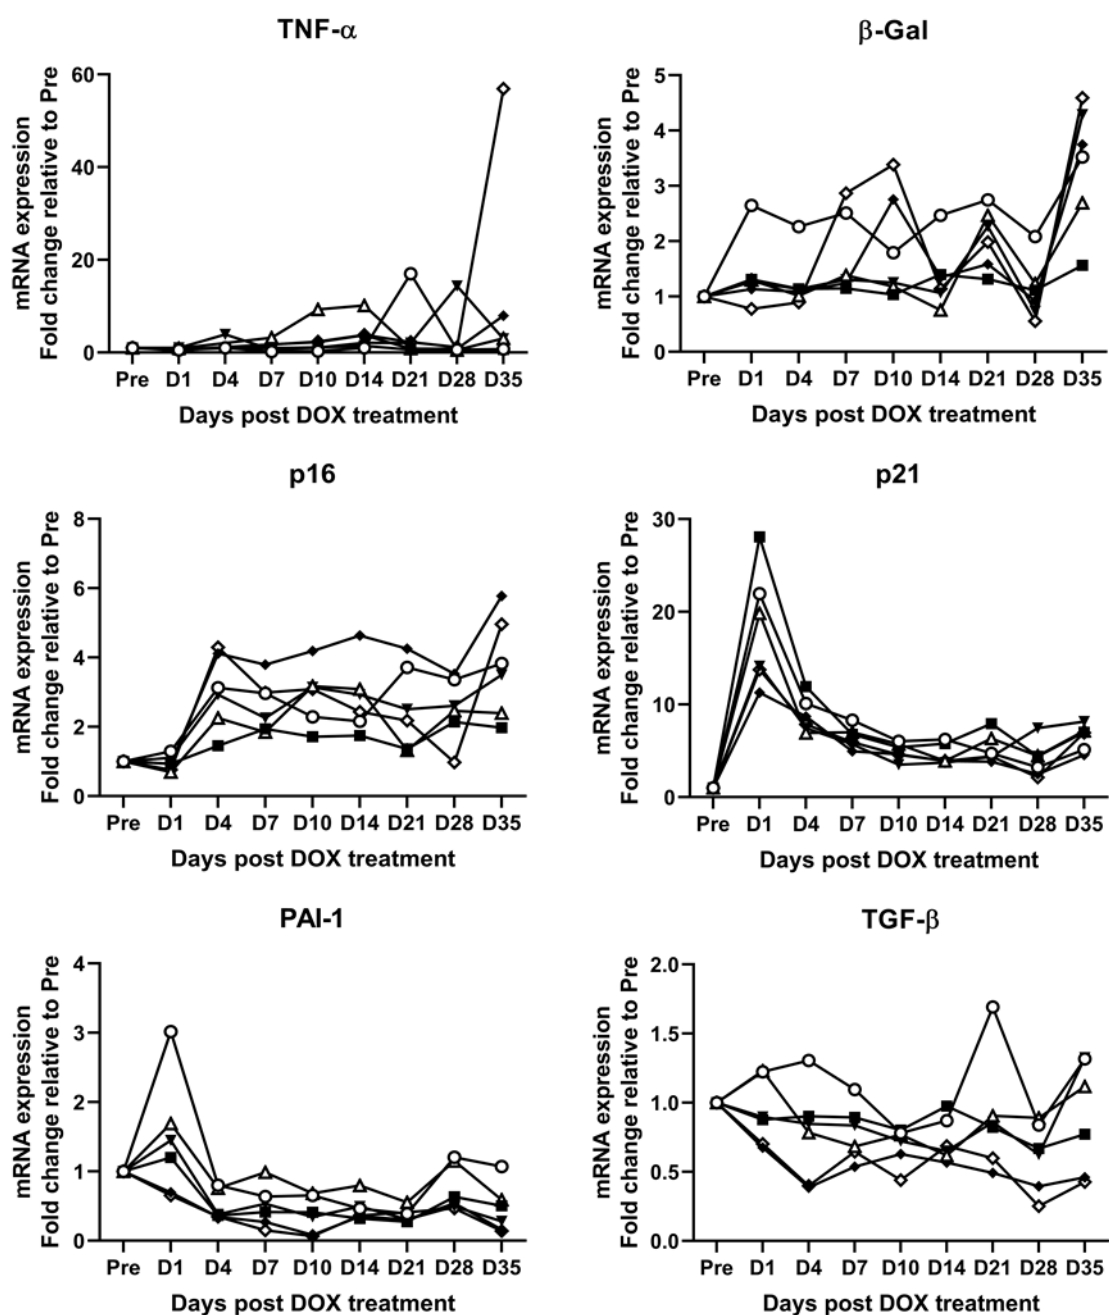 TNF-α
mRNA expression
Fold change relative to Pre
60
40
20
0
Pre D1 D4 D7 D10 D14 D21 D28 D35
Days post DOX treatment
β-Gal
mRNA expression
Fold change relative to Pre
5
4
3
2
1
0
Pre D1 D4 D7 D10 D14 D21 D28 D35
Days post DOX treatment
p16
mRNA expression
Fold change relative to Pre
8
6
4
2
0
Pre D1 D4 D7 D10 D14 D21 D28 D35
Days post DOX treatment
p21
mRNA expression
Fold change relative to Pre
30
20
10
0
Pre D1 D4 D7 D10 D14 D21 D28 D35
Days post DOX treatment
PAI-1
mRNA expression
Fold change relative to Pre
4
3
2
1
0
Pre D1 D4 D7 D10 D14 D21 D28 D35
Days post DOX treatment
TGF-β
mRNA expression
Fold change relative to Pre
2.0
1.5
1.0
0.5
0.0
Pre D1 D4 D7 D10 D14 D21 D28 D35
Days post DOX treatment